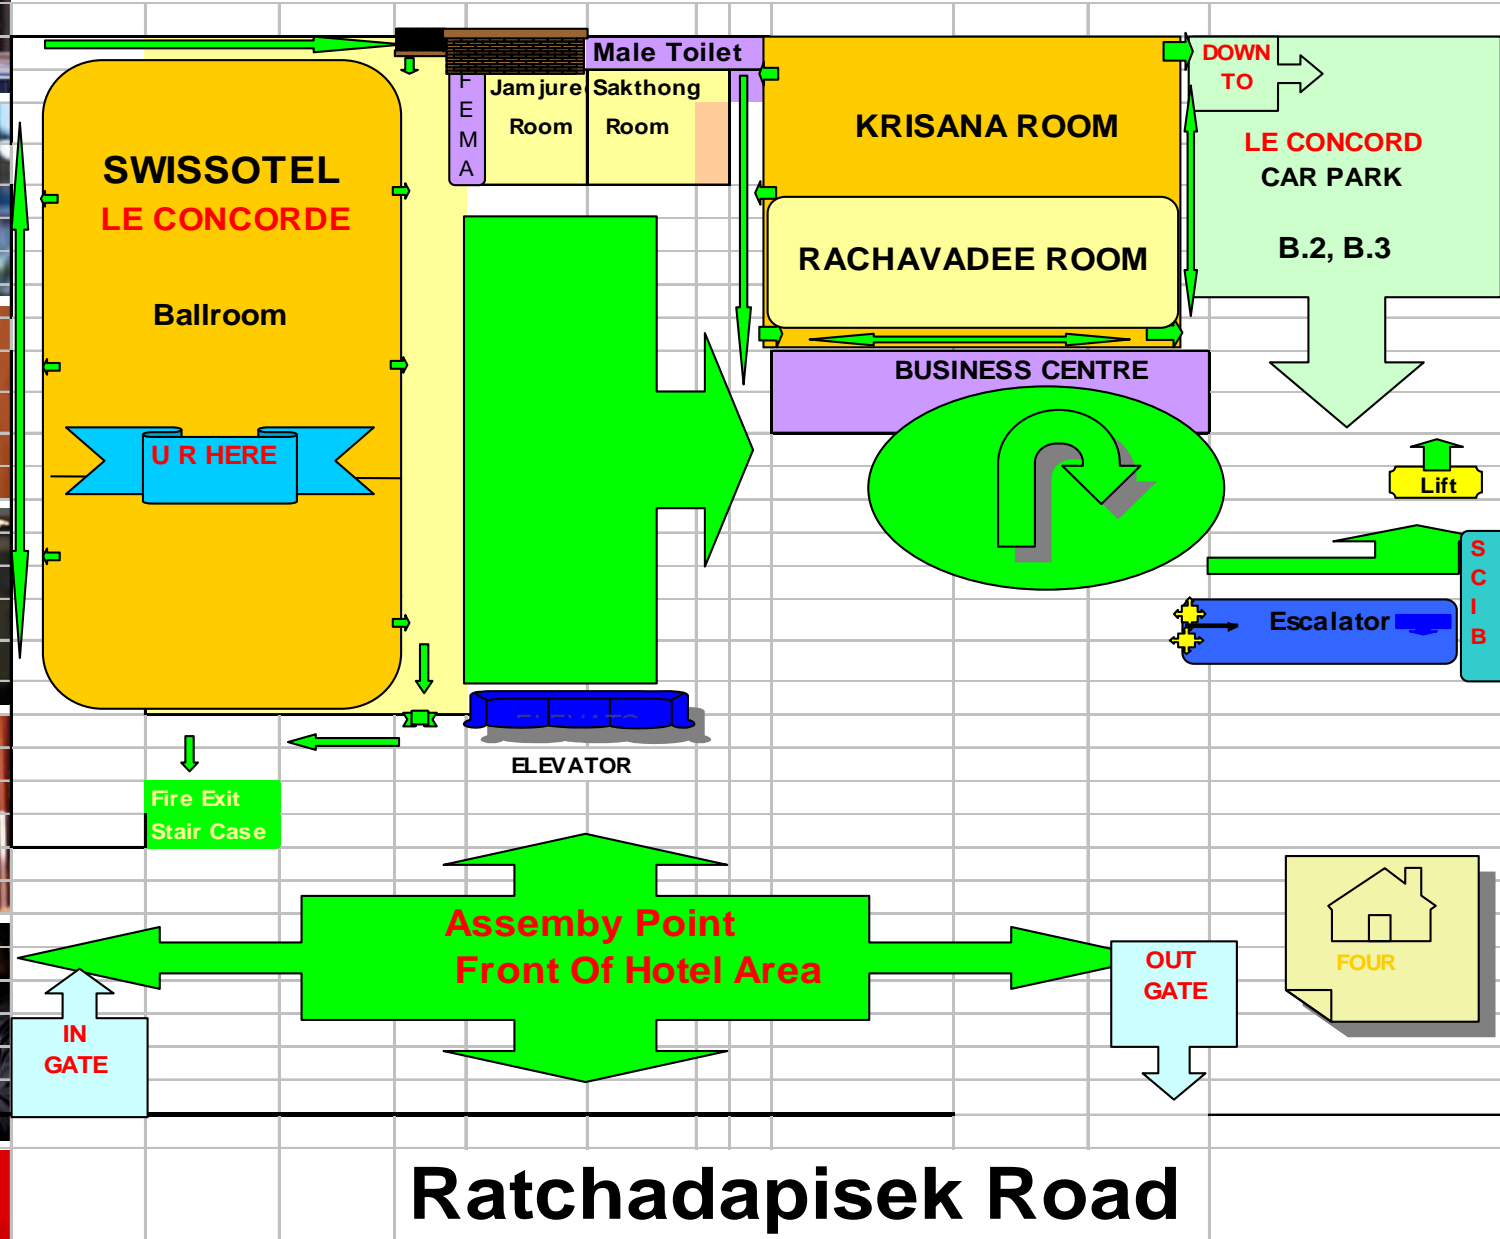 Male Toilet
DOWN
TO
F
E
M
A
Jamjure
Room
Sakthong
Room
KRISANA ROOM
LE CONCORD
CAR PARK
B.2, B.3
SWISSOTEL
LE CONCORDE
Ballroom
RACHAVADEE ROOM
BUSINESS CENTRE
U R HERE
Lift
S
C
I
B
Escalator
ELEVATO
ELEVATOR
Fire Exit
Stair Case
Assemby Point
Front Of Hotel Area
OUT
GATE
FOUR
IN
GATE
Ratchadapisek Road